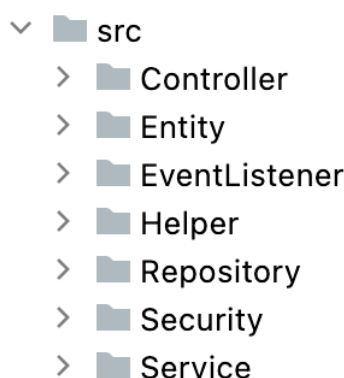 src
Controller
Entity
EventListener
Helper
Repository
Security
Service